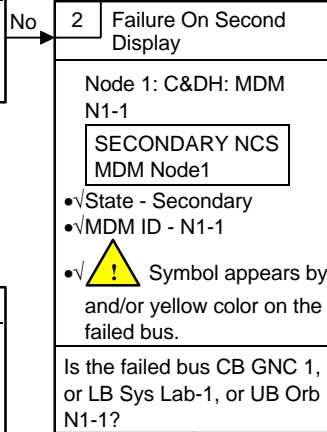 No
2 Failure On Second
Display
Node 1: C&DH: MDM
N1-1
SECONDARY NCS
MDM Node1
•√State - Secondary
•√MDM ID - N1-1
•√ ! Symbol appears by
and/or yellow color on the
failed bus.
Is the failed bus CB GNC 1,
or LB Sys Lab-1, or UB Orb
N1-1?